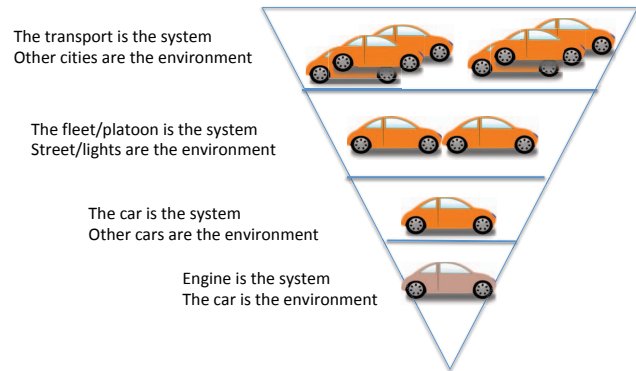 The transport is the system
Other cities are the environment
The fleet/platoon is the system
Street/lights are the environment
The car is the system
Other cars are the environment
Engine is the system
The car is the environment